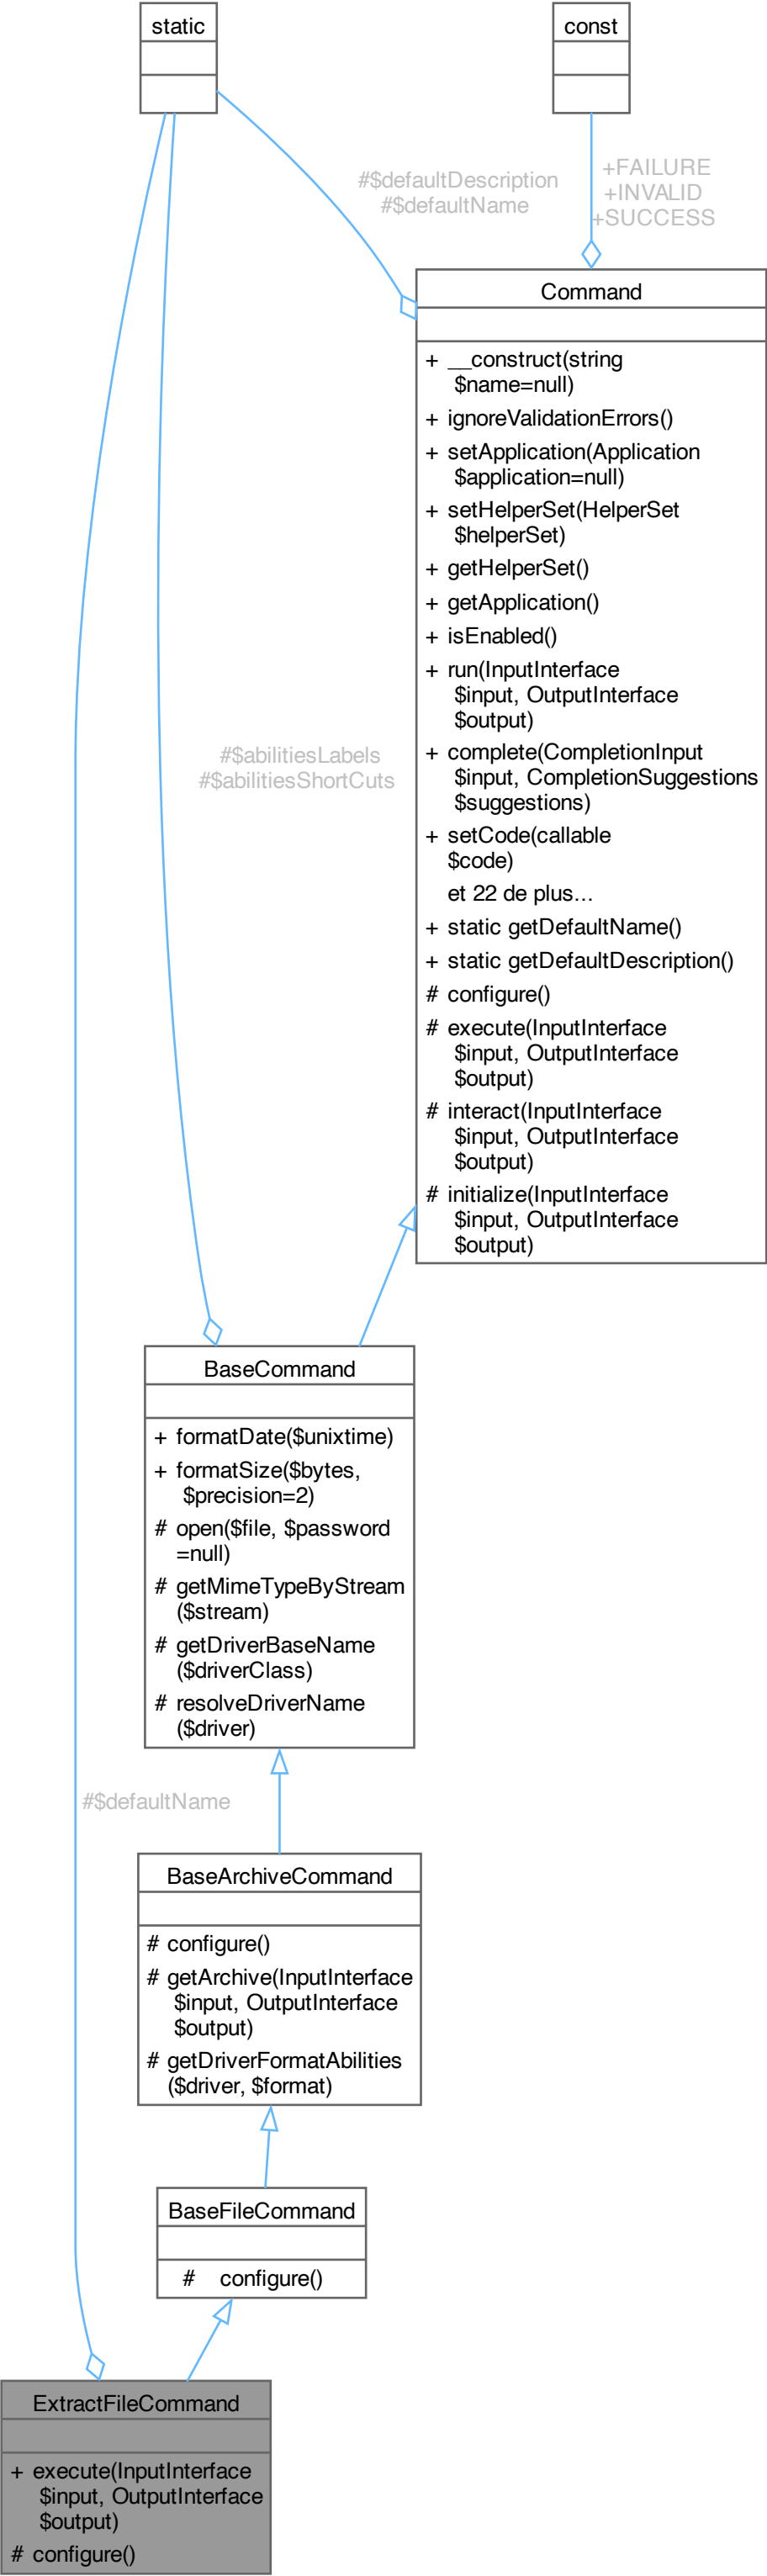 static
const
#$defaultDescription
#$defaultName
+FAILURE
+INVALID
+SUCCESS
Command
+ __construct(string
$name=null)
+ ignoreValidationErrors()
+ setApplication(Application
$application=null)
+ setHelperSet(HelperSet
$helperSet)
+ getHelperSet()
+ getApplication()
+ isEnabled()
+ run(InputInterface
$input, OutputInterface
$output)
+ complete(CompletionInput
$input, CompletionSuggestions
$suggestions)
+ setCode(callable
$code)
et 22 de plus...
+ static getDefaultName()
+ static getDefaultDescription()
# configure()
# execute(InputInterface
$input, OutputInterface
$output)
# interact(InputInterface
$input, OutputInterface
$output)
# initialize(InputInterface
$input, OutputInterface
$output)
#$abilitiesLabels
#$abilitiesShortCuts
BaseCommand
+ formatDate($unixtime)
+ formatSize($bytes,
$precision=2)
# open($file, $password
=null)
# getMimeTypeByStream
($stream)
# getDriverBaseName
($driverClass)
# resolveDriverName
($driver)
#$defaultName
BaseArchiveCommand
# configure()
# getArchive(InputInterface
$input, OutputInterface
$output)
# getDriverFormatAbilities
($driver, $format)
BaseFileCommand
# configure()
ExtractFileCommand
+ execute(InputInterface
$input, OutputInterface
$output)
# configure()